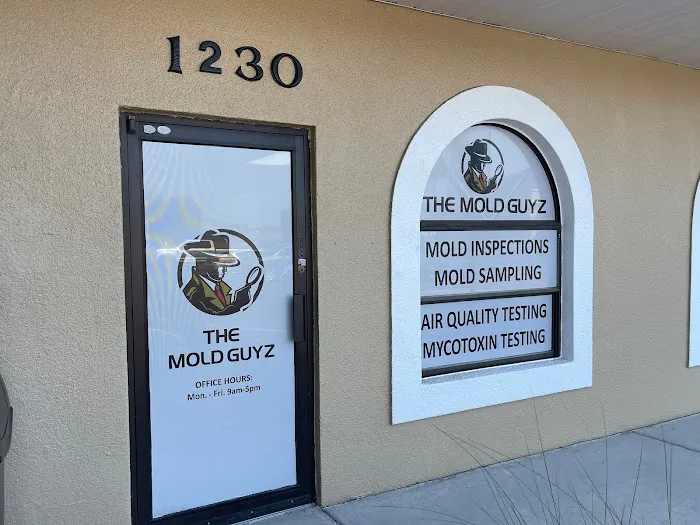 1230
THE
MOLD GUYZ
OFFICE HOURS:
Mon. - Fri. 9am-5pm
THE MOLD GUYZ
MOLD INSPECTIONS
MOLD SAMPLING
AIR QUALITY TESTING
MYCOTOXIN TESTING